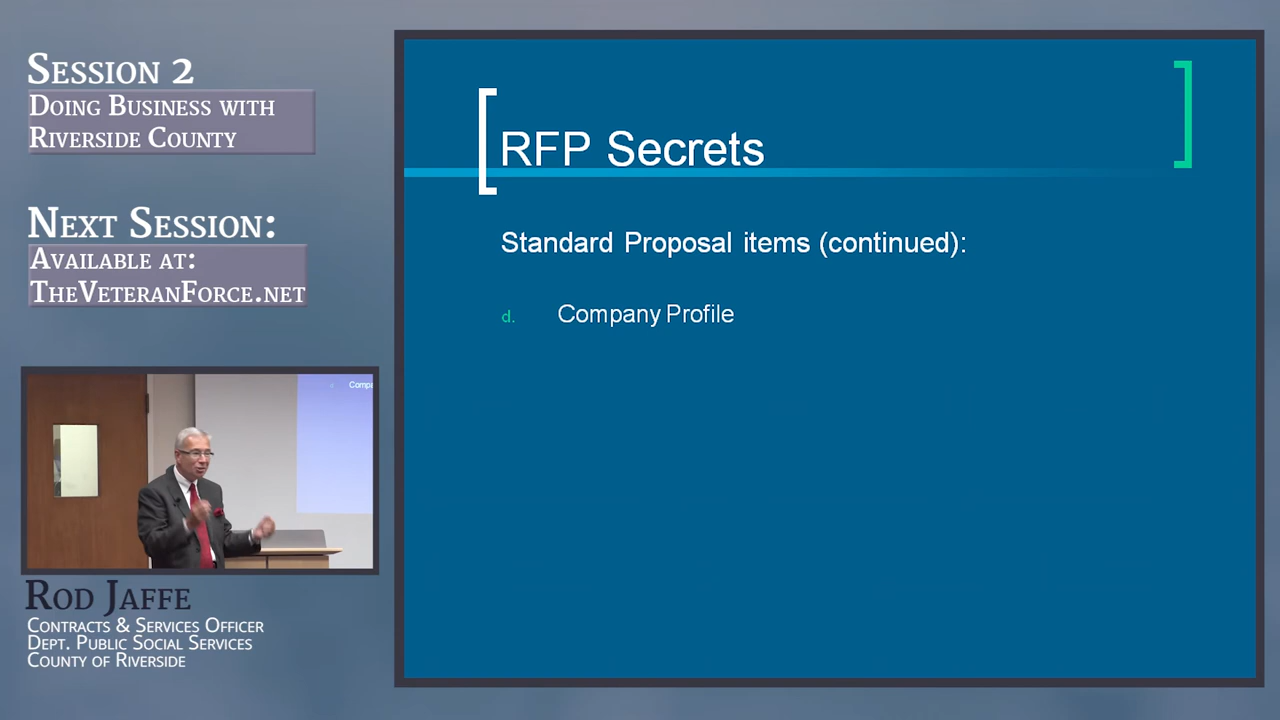 Session 2
Doing Business with
Riverside County
Next Session:
Available at:
TheVeteranForce.net
Rod Jaffe
Contracts & Services Officer
Dept. Public Social Services
County of Riverside
RFP Secrets
Standard Proposal items (continued):
d. Company Profile
Compa